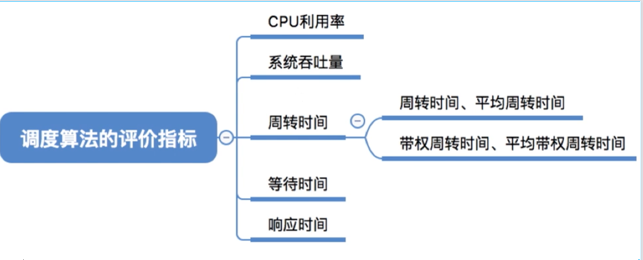 CPU利用率
系统吞吐量
调度算法的评价指标
周转时间
周转时间、平均周转时间
带权周转时间、平均带权周转时间
等待时间
响应时间